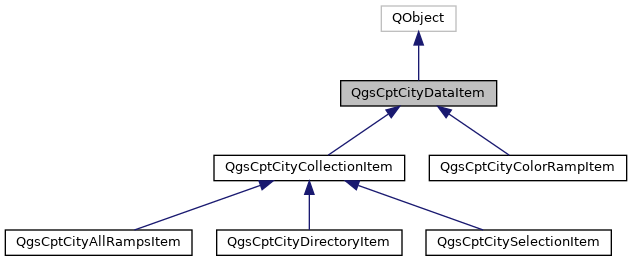 QObject
QgsCptCityDataItem
QgsCptCityCollectionItem
QgsCptCityColorRampItem
QgsCptCityAllRampsItem
QgsCptCityDirectoryItem
QgsCptCitySelectionItem